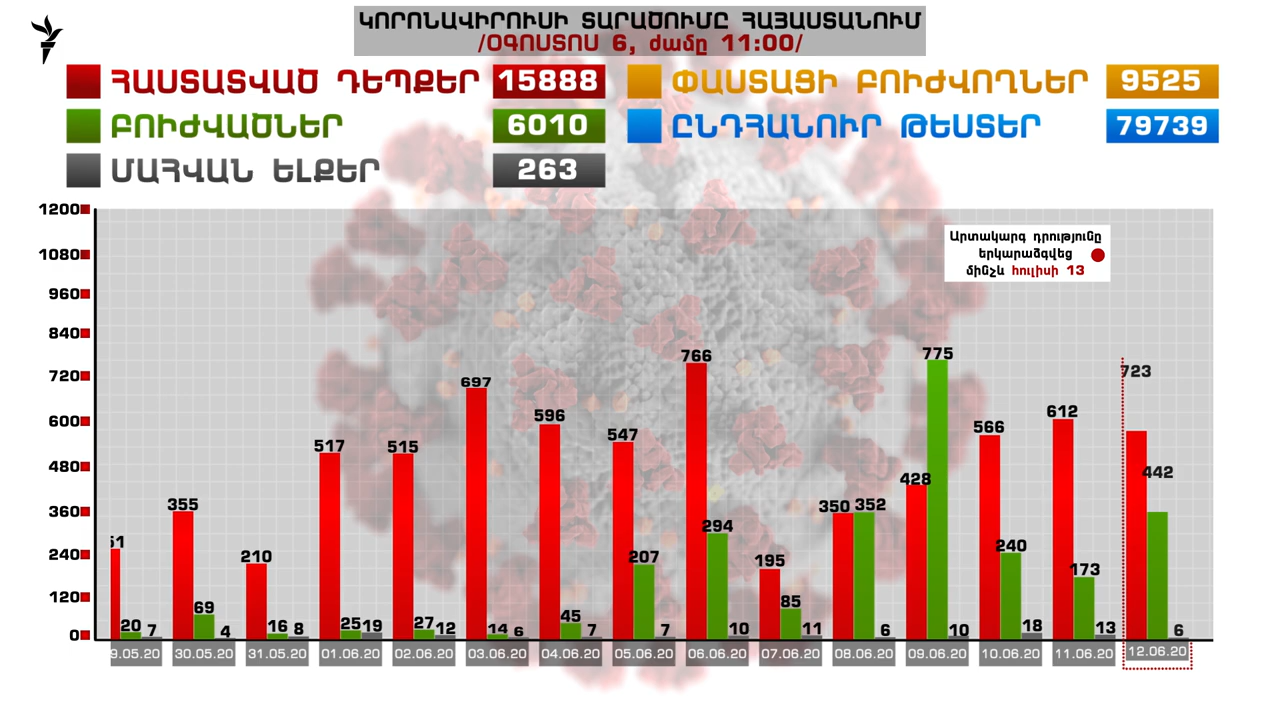 ԿՈՐՈՆԱՎԻՐՈՒՍԻ ՏԱՐԱԾՈՒՄԸ ՀԱՅԱՍՏԱՆՈՒՄ
/ՕԳՈՍՏՈՍ 6, ժամը 11:00/
ՀԱՍՏԱՏՎԱԾ ԴԵՊՔԵՐ 15888 ՓԱՍՏԱՑԻ ԲՈՒԺՎՈՂՆԵՐ 9525
ԲՈՒԺՎԱԾՆԵՐ 6010 ԸՆԴՀԱՆՈՒՐ ԹԵՍՏԵՐ 79739
ՄԱՀՎԱՆ ԵԼՔԵՐ 263
Արտակարգ դրությունը
երկարաձգվեց
մինչև հուլիսի 13
1200
1080
960
840
720
600
480
360
240
120
0
51 20 7
355 69 4
210 16 8
517 25 19
515 27 12
697 14 6
596 45 7
547 207 7
766 294 10
195 85 11
350 352 6
428 775 10
566 240 18
612 173 13
723 442 6
9.05.20 30.05.20 31.05.20 01.06.20 02.06.20 03.06.20 04.06.20 05.06.20 06.06.20 07.06.20 08.06.20 09.06.20 10.06.20 11.06.20 12.06.20